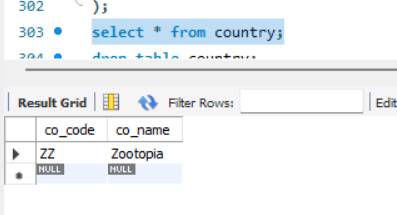 302 );
303 select * from country;
304 drop table country;
Result Grid Filter Rows: Edit
co_code co_name
ZZ Zootopia
NULL NULL